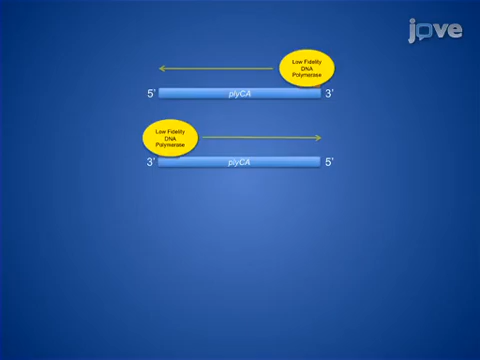 jove
Low Fidelity
DNA
Polymerase
5'
plyCA
3'
Low Fidelity
DNA
Polymerase
3'
plyCA
5'